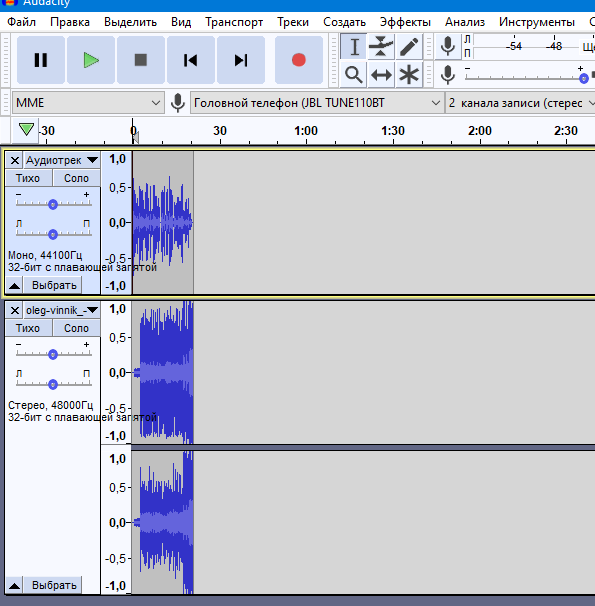 Audacity
Файл Правка Выделить Вид Транспорт Треки Создать Эффекты Анализ Инструменты
Л
П
-54 -48
MME
Головной телефон (JBL TUNE110BT
2 канала записи (стерео
-30 0 30 1:00 1:30 2:00 2:30
Аудиотрек
Тихо Соло
- +
Л П
Моно, 44100Гц
32-бит с плавающей запятой
Выбрать
1,0
0,5
0,0
-0,5
-1,0
oleg-vinnik_-
Тихо Соло
- +
Л П
Стерео, 48000Гц
32-бит с плавающей запятой
1,0
0,5
0,0
-0,5
-1,0
1,0
0,5
0,0
-0,5
-1,0
Выбрать